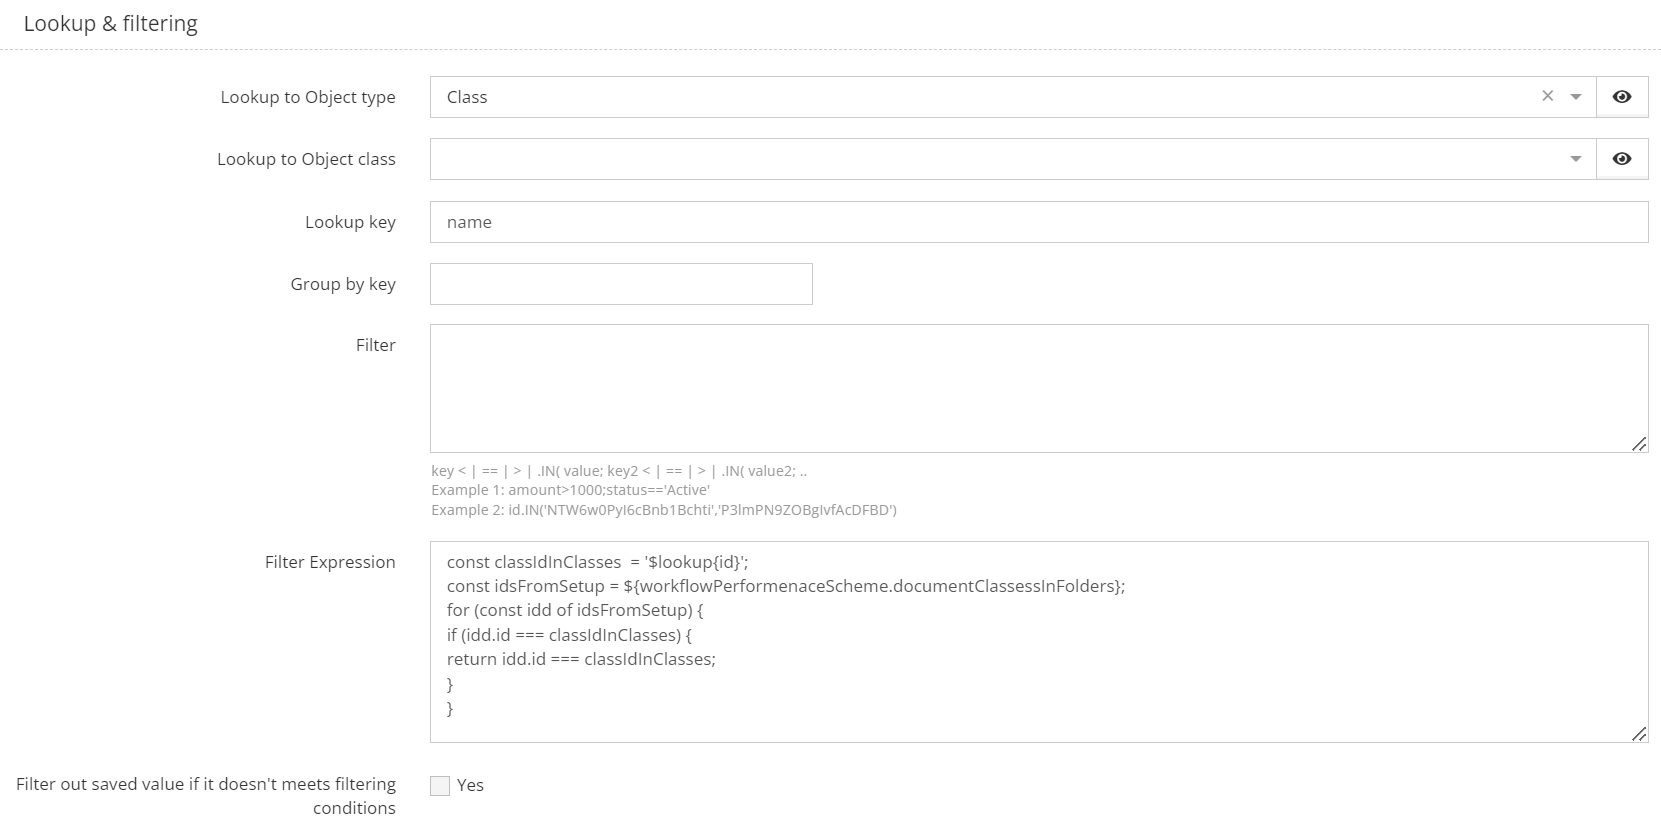 Lookup & filtering
Lookup to Object type
Class
Lookup to Object class
Lookup key
name
Group by key
Filter
key < | == | > | .IN( value; key2 < | == | > | .IN( value2; ..
Example 1: amount>1000;status=='Active'
Example 2: id.IN('NTW6w0PyI6cBnb1Bchti','P3lmPN9ZOBgIvfAcDFBD')
Filter Expression
const classIdInClasses  = '$lookup{id}';
const idsFromSetup = ${workflowPerformenaceScheme.documentClassessInFolders};
for (const idd of idsFromSetup) {
if (idd.id === classIdInClasses) {
return idd.id === classIdInClasses;
}
}
Filter out saved value if it doesn't meets filtering
conditions
Yes